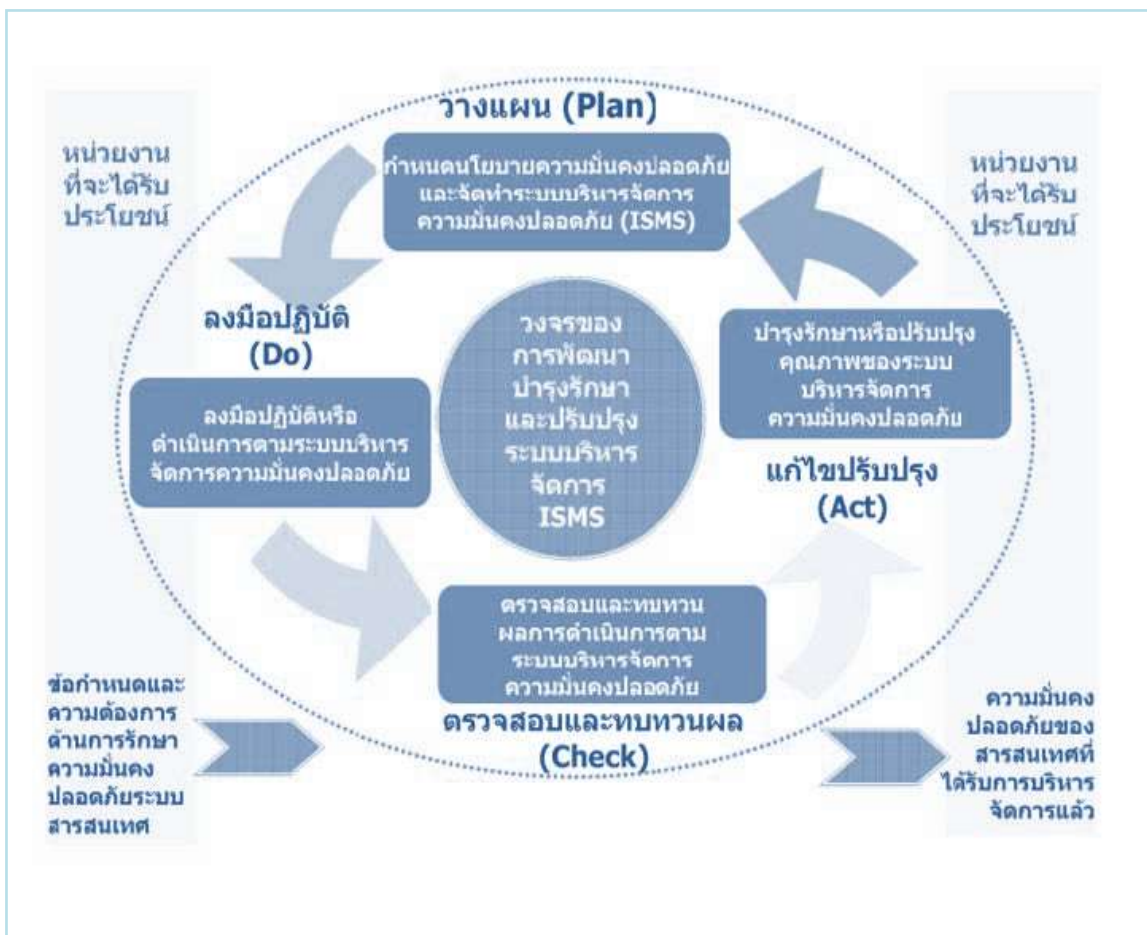 วางแผน (Plan)
กำหนดนโยบายความมั่นคงปลอดภัย
และจัดทำระบบบริหารจัดการ
ความมั่นคงปลอดภัย (ISMS)
หน่วยงาน
ที่จะได้รับ
ประโยชน์
หน่วยงาน
ที่จะได้รับ
ประโยชน์
ลงมือปฏิบัติ
(Do)
ลงมือปฏิบัติหรือ
ดำเนินการตามระบบบริหาร
จัดการความมั่นคงปลอดภัย
วงจรของ
การพัฒนา
บำรุงรักษา
และปรับปรุง
ระบบบริหาร
จัดการ
ISMS
บำรุงรักษาหรือปรับปรุง
คุณภาพของระบบ
บริหารจัดการ
ความมั่นคงปลอดภัย
แก้ไขปรับปรุง
(Act)
ตรวจสอบและทบทวน
ผลการดำเนินการตาม
ระบบบริหารจัดการ
ความมั่นคงปลอดภัย
ตรวจสอบและทบทวนผล
(Check)
ข้อกำหนดและ
ความต้องการ
ด้านการรักษา
ความมั่นคง
ปลอดภัยระบบ
สารสนเทศ
ความมั่นคง
ปลอดภัยของ
สารสนเทศที่
ได้รับการบริหาร
จัดการแล้ว